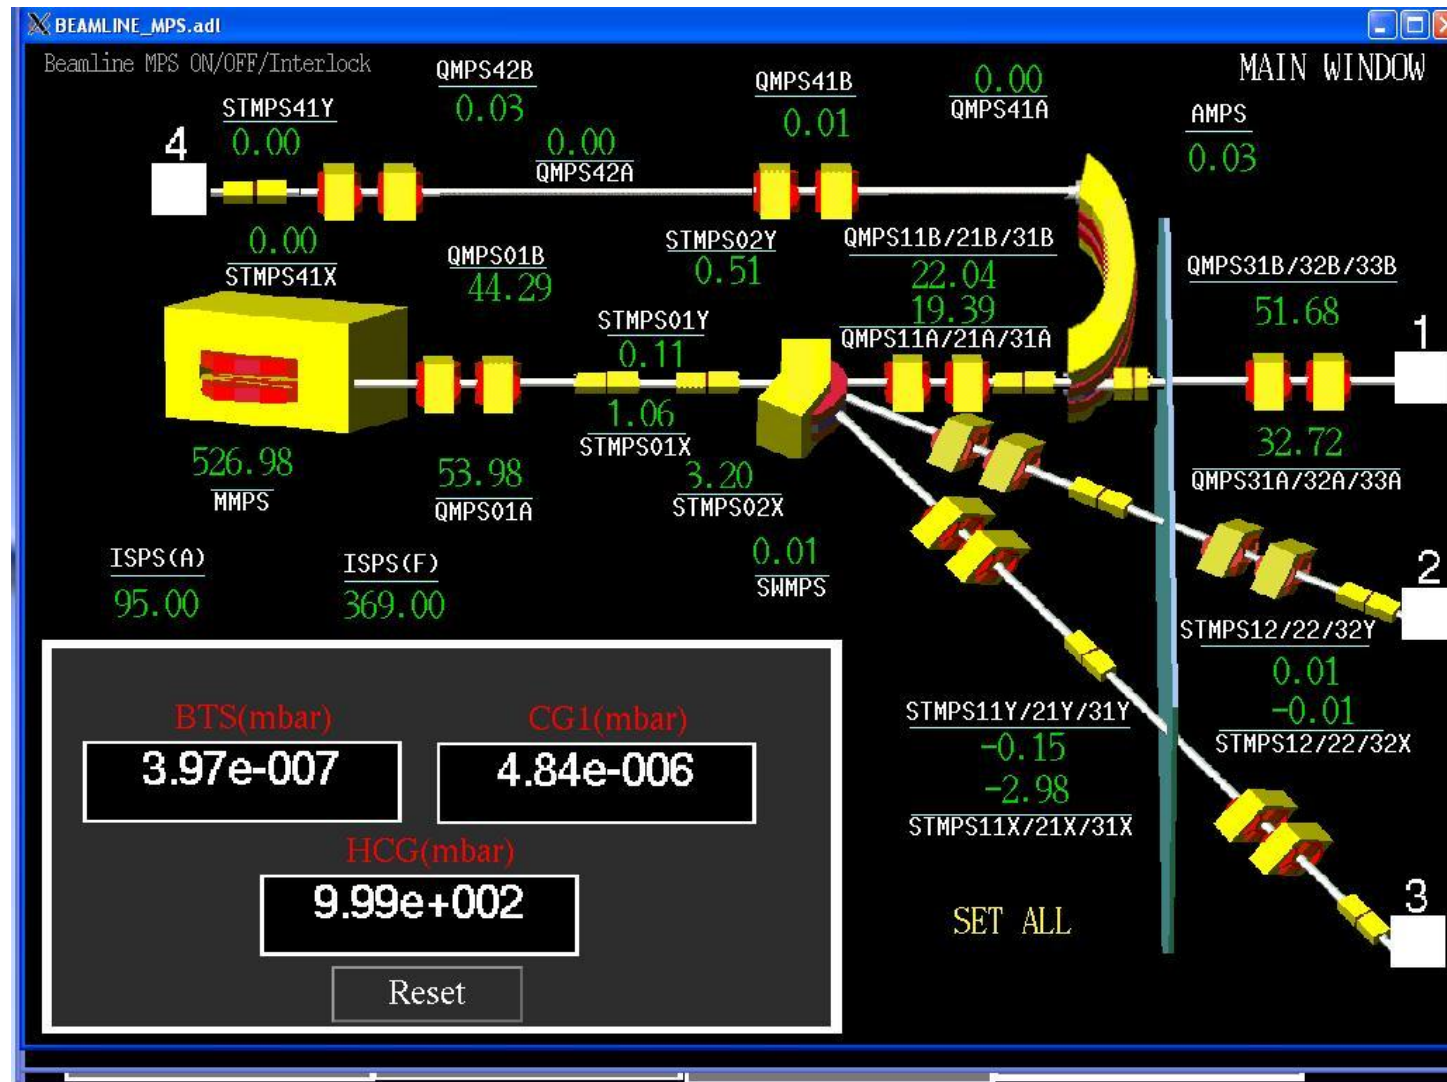 BEAMLINE_MPS.adl
Beamline MPS ON/OFF/Interlock
MAIN WINDOW
QMPS42B
0.03
STMPS41Y
0.00
4
0.00
QMPS42A
QMPS41B
0.01
0.00
QMPS41A
AMPS
0.03
0.00
STMPS41X
QMPS01B
44.29
STMPS02Y
0.51
QMPS11B/21B/31B
22.04
19.39
QMPS11A/21A/31A
QMPS31B/32B/33B
51.68
1
STMPS01Y
0.11
1.06
STMPS01X
526.98
MMPS
53.98
QMPS01A
3.20
STMPS02X
32.72
QMPS31A/32A/33A
ISPS(A)
95.00
ISPS(F)
369.00
0.01
SWMPS
2
STMPS12/22/32Y
0.01
-0.01
STMPS12/22/32X
STMPS11Y/21Y/31Y
-0.15
-2.98
STMPS11X/21X/31X
BTS(mbar)
3.97e-007
CG1(mbar)
4.84e-006
HCG(mbar)
9.99e+002
Reset
SET ALL
3